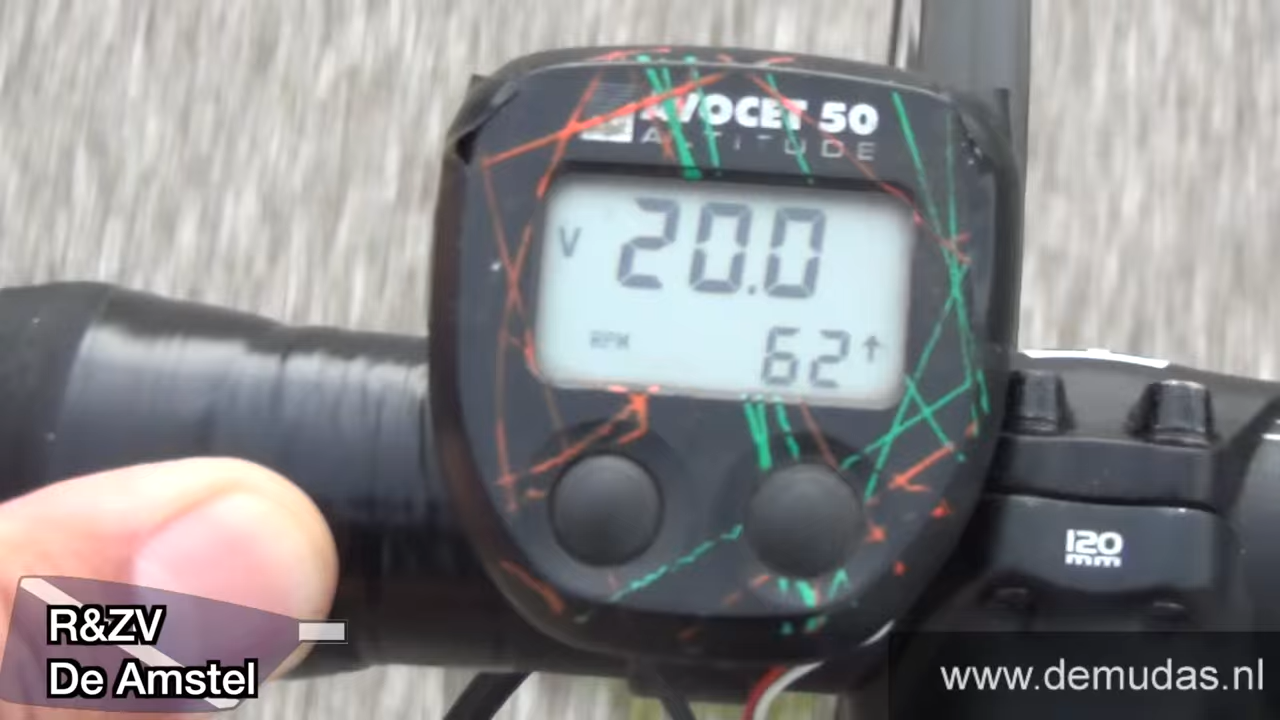 AVOCET 50
ALTITUDE
V 20.0
RPM 62↑
120
mm
R&ZV
De Amstel
www.demudas.nl